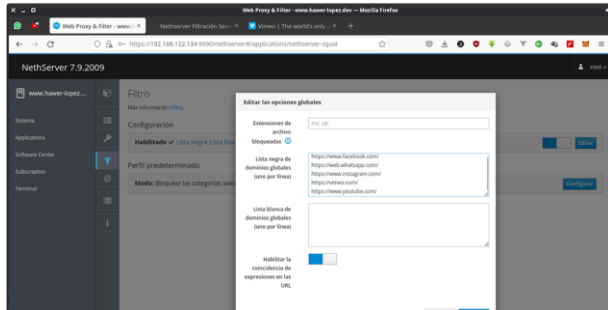 Web Proxy & Filter - www.hawer-lopez.dev — Mozilla Firefox
Web Proxy & Filter - www.
Nethserver Filtración Serv
Vimeo | The world's only
https://192.168.122.134:9090/nethserver#/applications/nethserver-squid
NethServer 7.9.2009
root
www.hawer-lopez...
Sistema
Applications
Software Center
Subscription
Terminal
Filtro
Más información Filtro.
Configuración
Habilitado Lista negra Lista blan
Editar
Perfil predeterminado
Modo: Bloquear las categorías sele
Configurar
Editar las opciones globales
Extensiones de
archivo
bloqueadas
exe, zip
Lista negra de
dominios globales
(uno por línea)
https://www.facebook.com/
https://web.whatsapp.com/
https://www.instagram.com/
https://vimeo.com/
https://www.youtube.com/
Lista blanca de
dominios globales
(uno por línea)
Habilitar la
coincidencia de
expresiones en las
URL